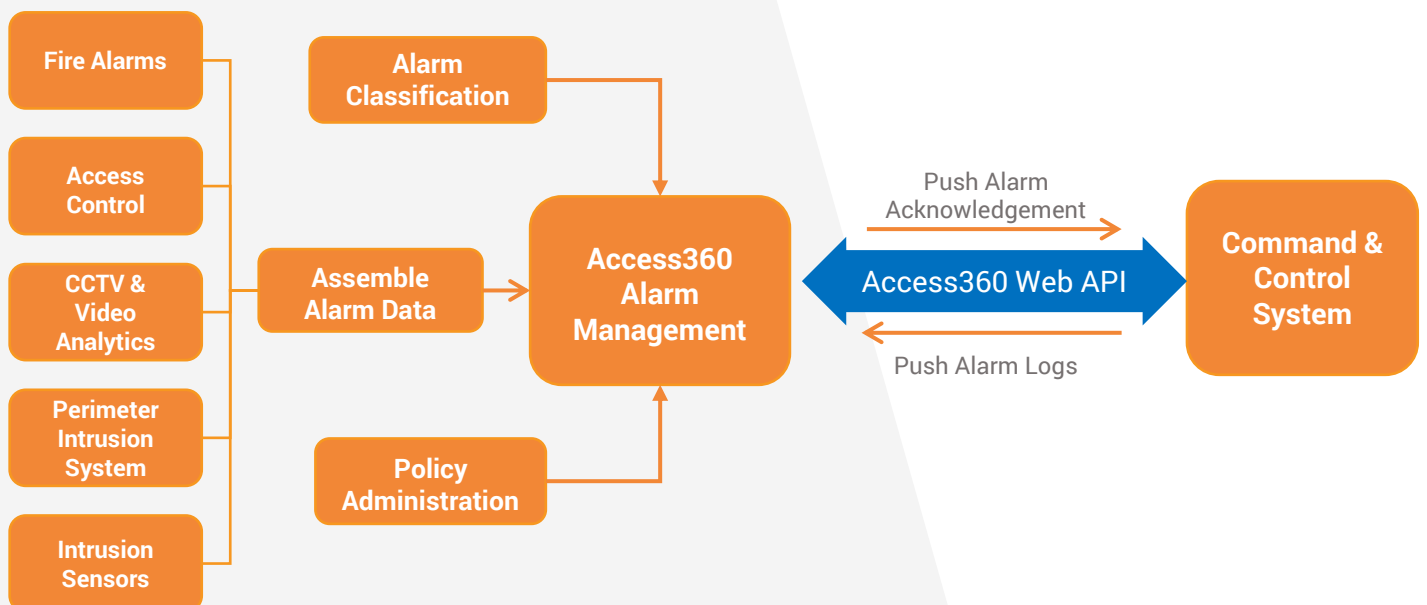 Fire Alarms
Access
Control
CCTV &
Video
Analytics
Perimeter
Intrusion
System
Intrusion
Sensors
Alarm
Classification
Assemble
Alarm Data
Policy
Administration
Access360
Alarm
Management
Push Alarm
Acknowledgement
Access360 Web API
Push Alarm Logs
Command &
Control
System